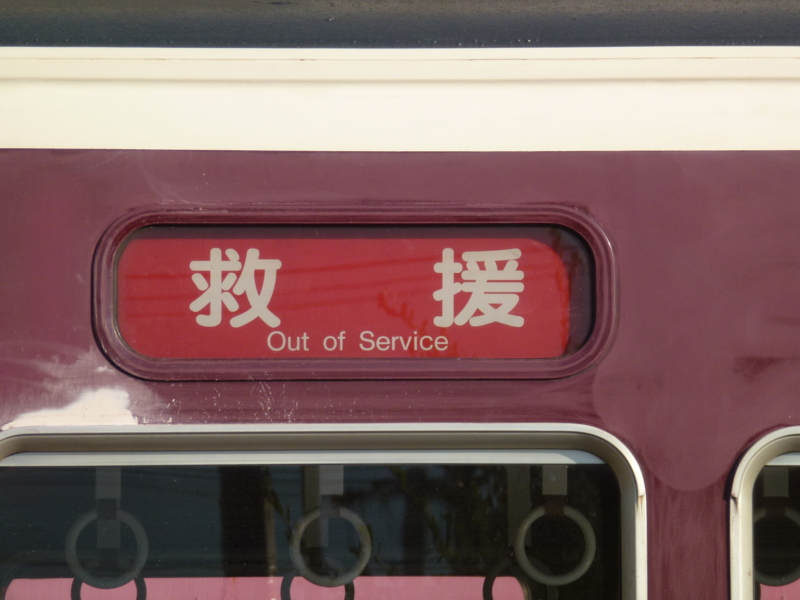 救援
Out of Service